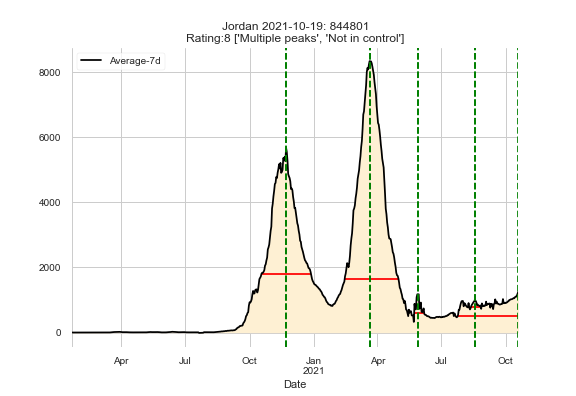 Jordan 2021-10-19: 844801
Rating:8 ['Multiple peaks', 'Not in control']
Average-7d
8000
6000
4000
2000
0
Apr Jul Oct Jan Apr Jul Oct
2021
Date